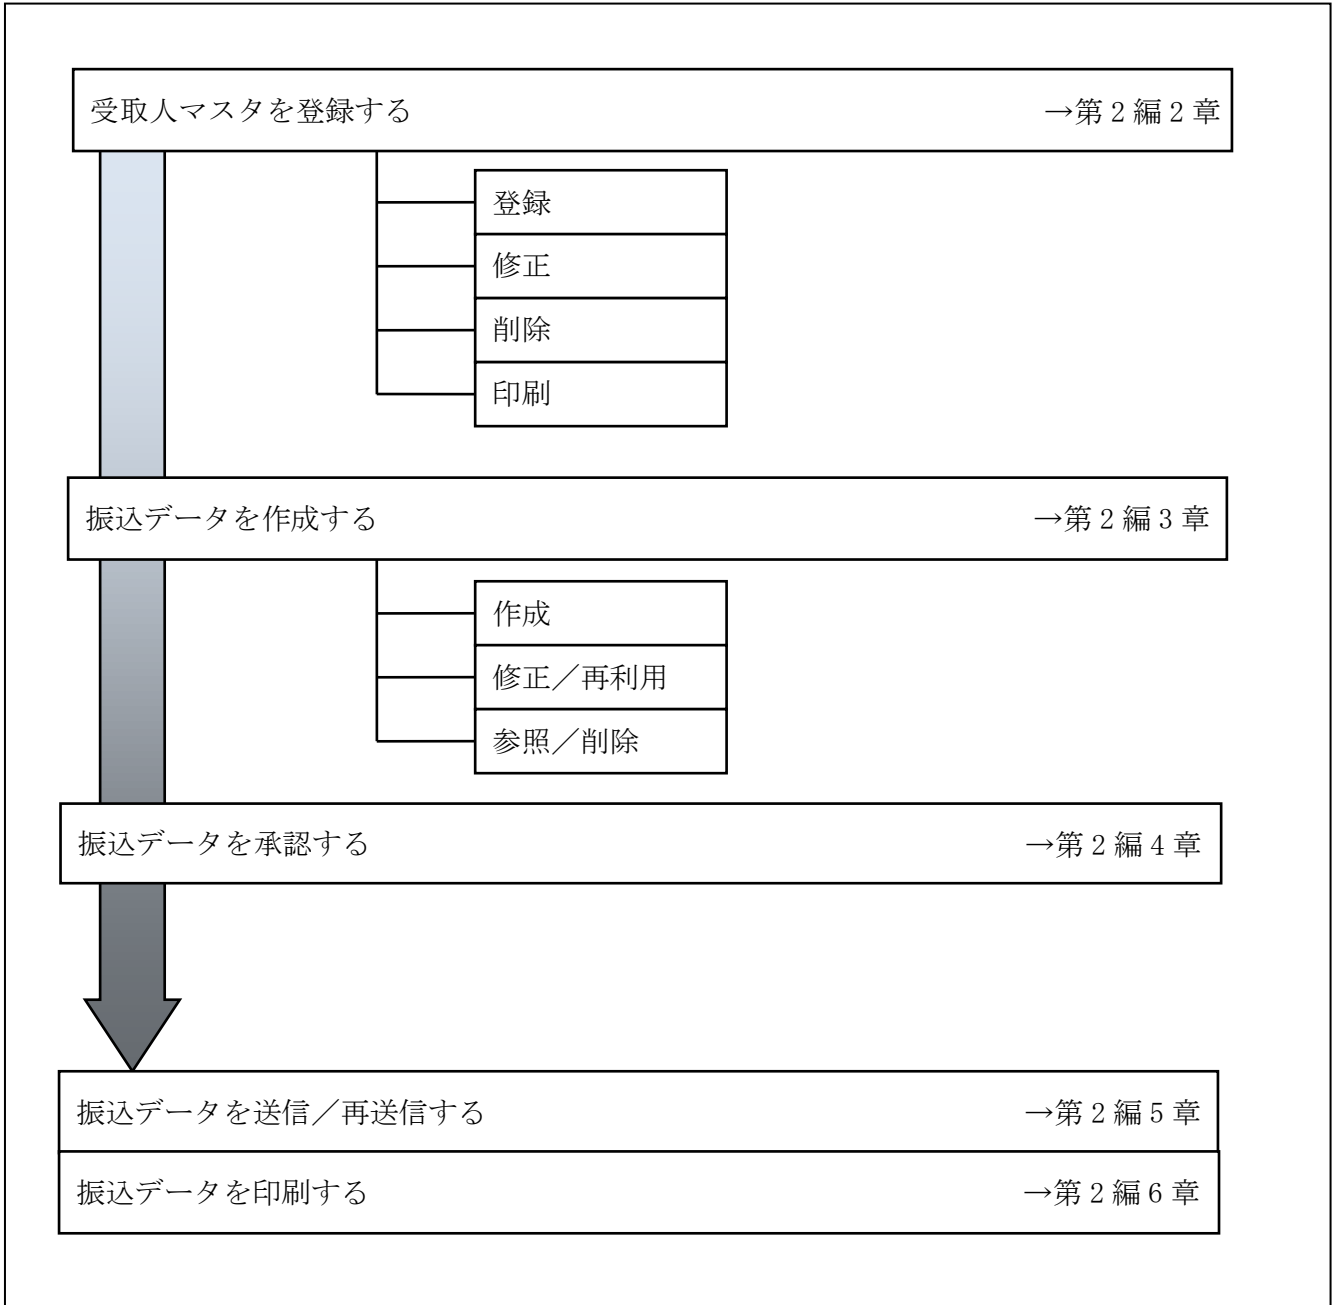 受取人マスタを登録する →第2編2章
登録
修正
削除
印刷
振込データを作成する →第2編3章
作成
修正／再利用
参照／削除
振込データを承認する →第2編4章
振込データを送信／再送信する →第2編5章
振込データを印刷する →第2編6章